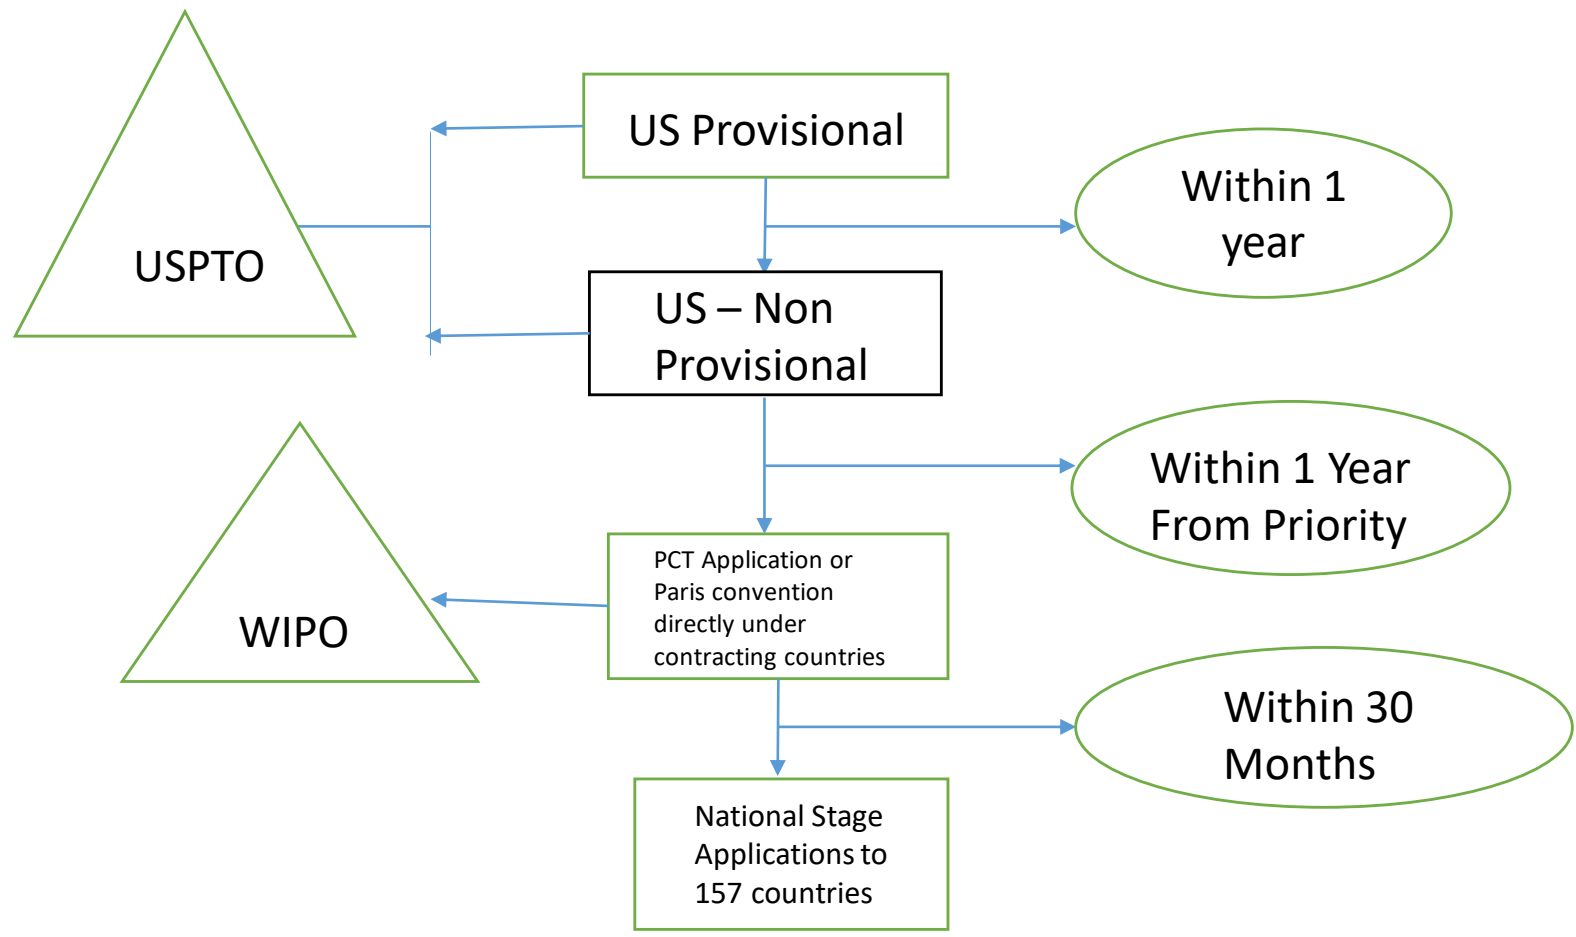 US Provisional
Within 1
year
USPTO
US – Non
Provisional
Within 1 Year
From Priority
PCT Application or
Paris convention
directly under
contracting countries
WIPO
Within 30
Months
National Stage
Applications to
157 countries